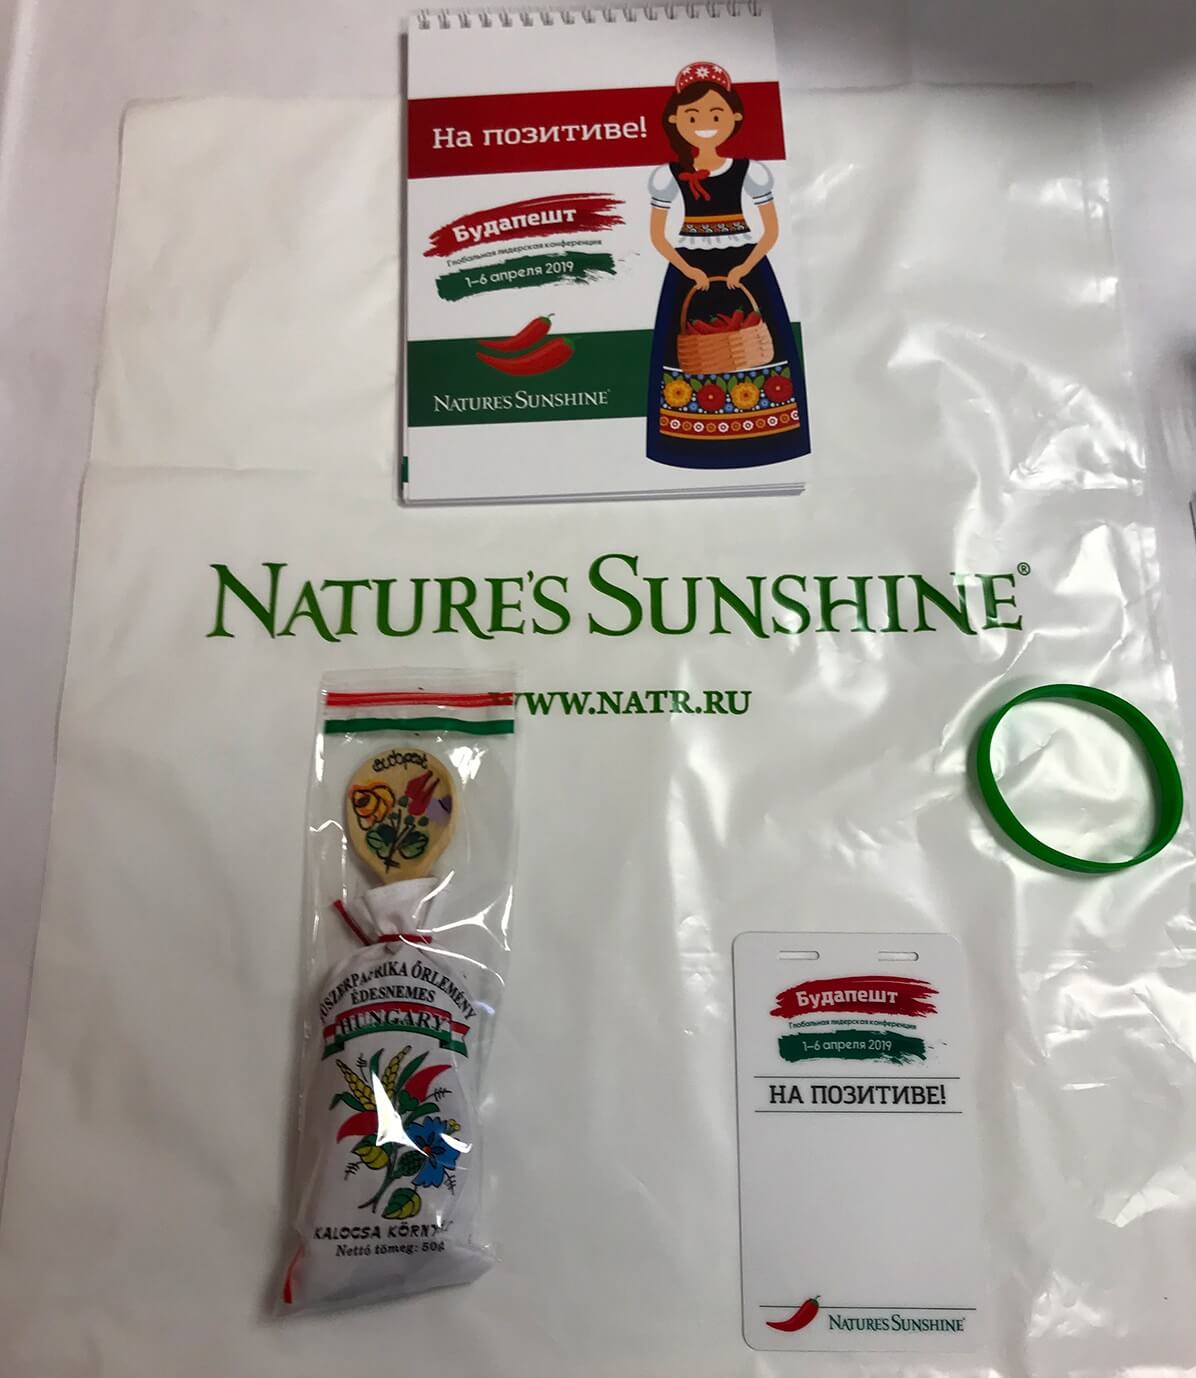 На позитиве!
Будапешт
Глобальная лидерская конференция
1–6 апреля 2019
NATURE'S SUNSHINE
NATURE'S SUNSHINE®
WWW.NATR.RU
Budapest
FŰSZERPAPRIKA ŐRLEMÉNY
ÉDESNEMES
HUNGARY
KALOCSA
Nettó tömeg: 50g
Будапешт
Глобальная лидерская конференция
1–6 апреля 2019
НА ПОЗИТИВЕ!
NATURE'S SUNSHINE